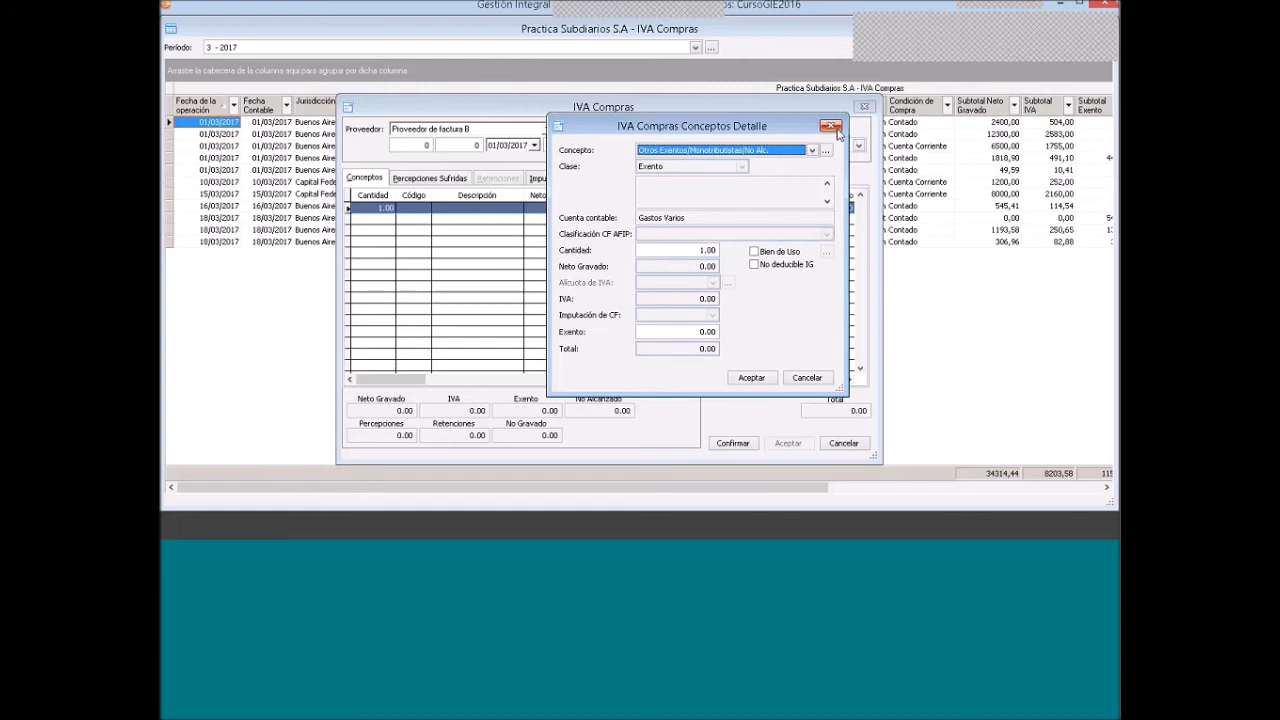 Gestión Integral
os: CursoGIE2016
Practica Subdiarios S.A - IVA Compras
Período: 3 - 2017 ...
Arrastre la cabecera de la columna aqui para agrupar por dicha columna
Practica Subdiarios S.A - IVA Compras
Fecha de la operación Fecha Contable Jurisdicción Condición de Compra Subtotal Neto Gravado Subtotal IVA Subtotal Exento
01/03/2017 01/03/2017 Buenos Aire Contado 2400,00 504,00
01/03/2017 01/03/2017 Buenos Aire Contado 12300,00 2583,00
01/03/2017 01/03/2017 Buenos Aire Cuenta Corriente 6500,00 1755,00
01/03/2017 01/03/2017 Buenos Aire Contado 1818,90 491,10
03/03/2017 03/03/2017 Buenos Aire Contado 49,59 10,41
10/03/2017 10/03/2017 Capital Fede Contado 1200,00 252,00
15/03/2017 15/03/2017 Capital Fede Cuenta Corriente 8000,00 2160,00
16/03/2017 16/03/2017 Buenos Aire Contado 545,41 114,54
18/03/2017 18/03/2017 Buenos Aire Contado 0,00 0,00
18/03/2017 18/03/2017 Buenos Aire Contado 1193,58 250,65
18/03/2017 18/03/2017 Buenos Aire Contado 306,96 82,88
34314,44 8203,58 115
IVA Compras
Proveedor: Proveedor de factura B
0 0 01/03/2017
Conceptos Percepciones Sufridas Retenciones Impu
Cantidad Código Descripción Neto
1.00
Neto Gravado IVA Exento No Alcanzado Total
0.00 0.00 0.00 0.00 0.00
Percepciones Retenciones No Gravado
0.00 0.00 0.00
Confirmar Aceptar Cancelar
IVA Compras Conceptos Detalle
Concepto: Otros Exentos/Monotributistas/No Alc. ...
Clase: Exento
Cuenta contable: Gastos Varios
Clasificación CF AFIP:
Cantidad: 1.00 Bien de Uso ...
Neto Gravado: 0.00 No deducible IG
Alícuota de IVA: ...
IVA: 0.00
Imputación de CF:
Exento: 0.00
Total: 0.00
Aceptar Cancelar